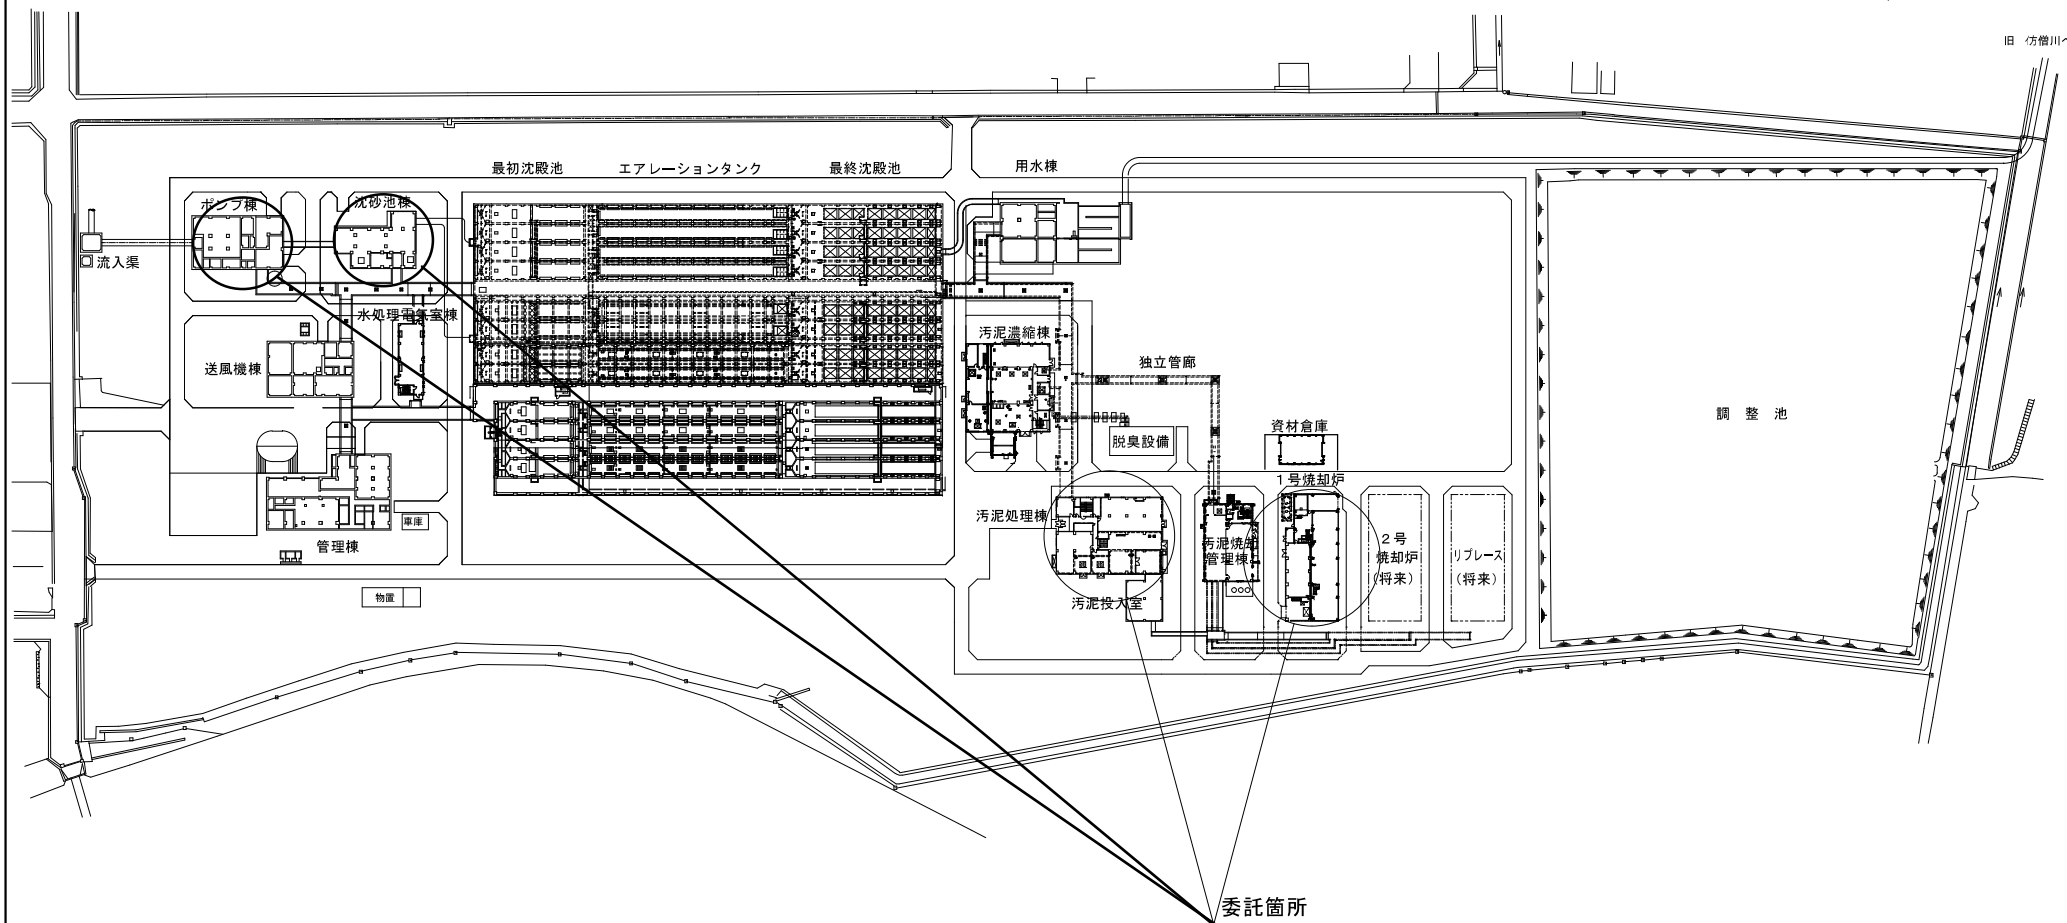 旧 仿僧川へ
最初沈殿池
エアレーションタンク
最終沈殿池
用水棟
ポンプ棟
沈砂池棟
流入渠
水処理電気室棟
送風機棟
汚泥濃縮棟
独立管廊
調 整 池
資材倉庫
脱臭設備
1号焼却炉
汚泥処理棟
車庫
管理棟
汚泥焼却
管理棟
2号
焼却炉
(将来)
リプレース
(将来)
物置
汚泥投入室
委託箇所